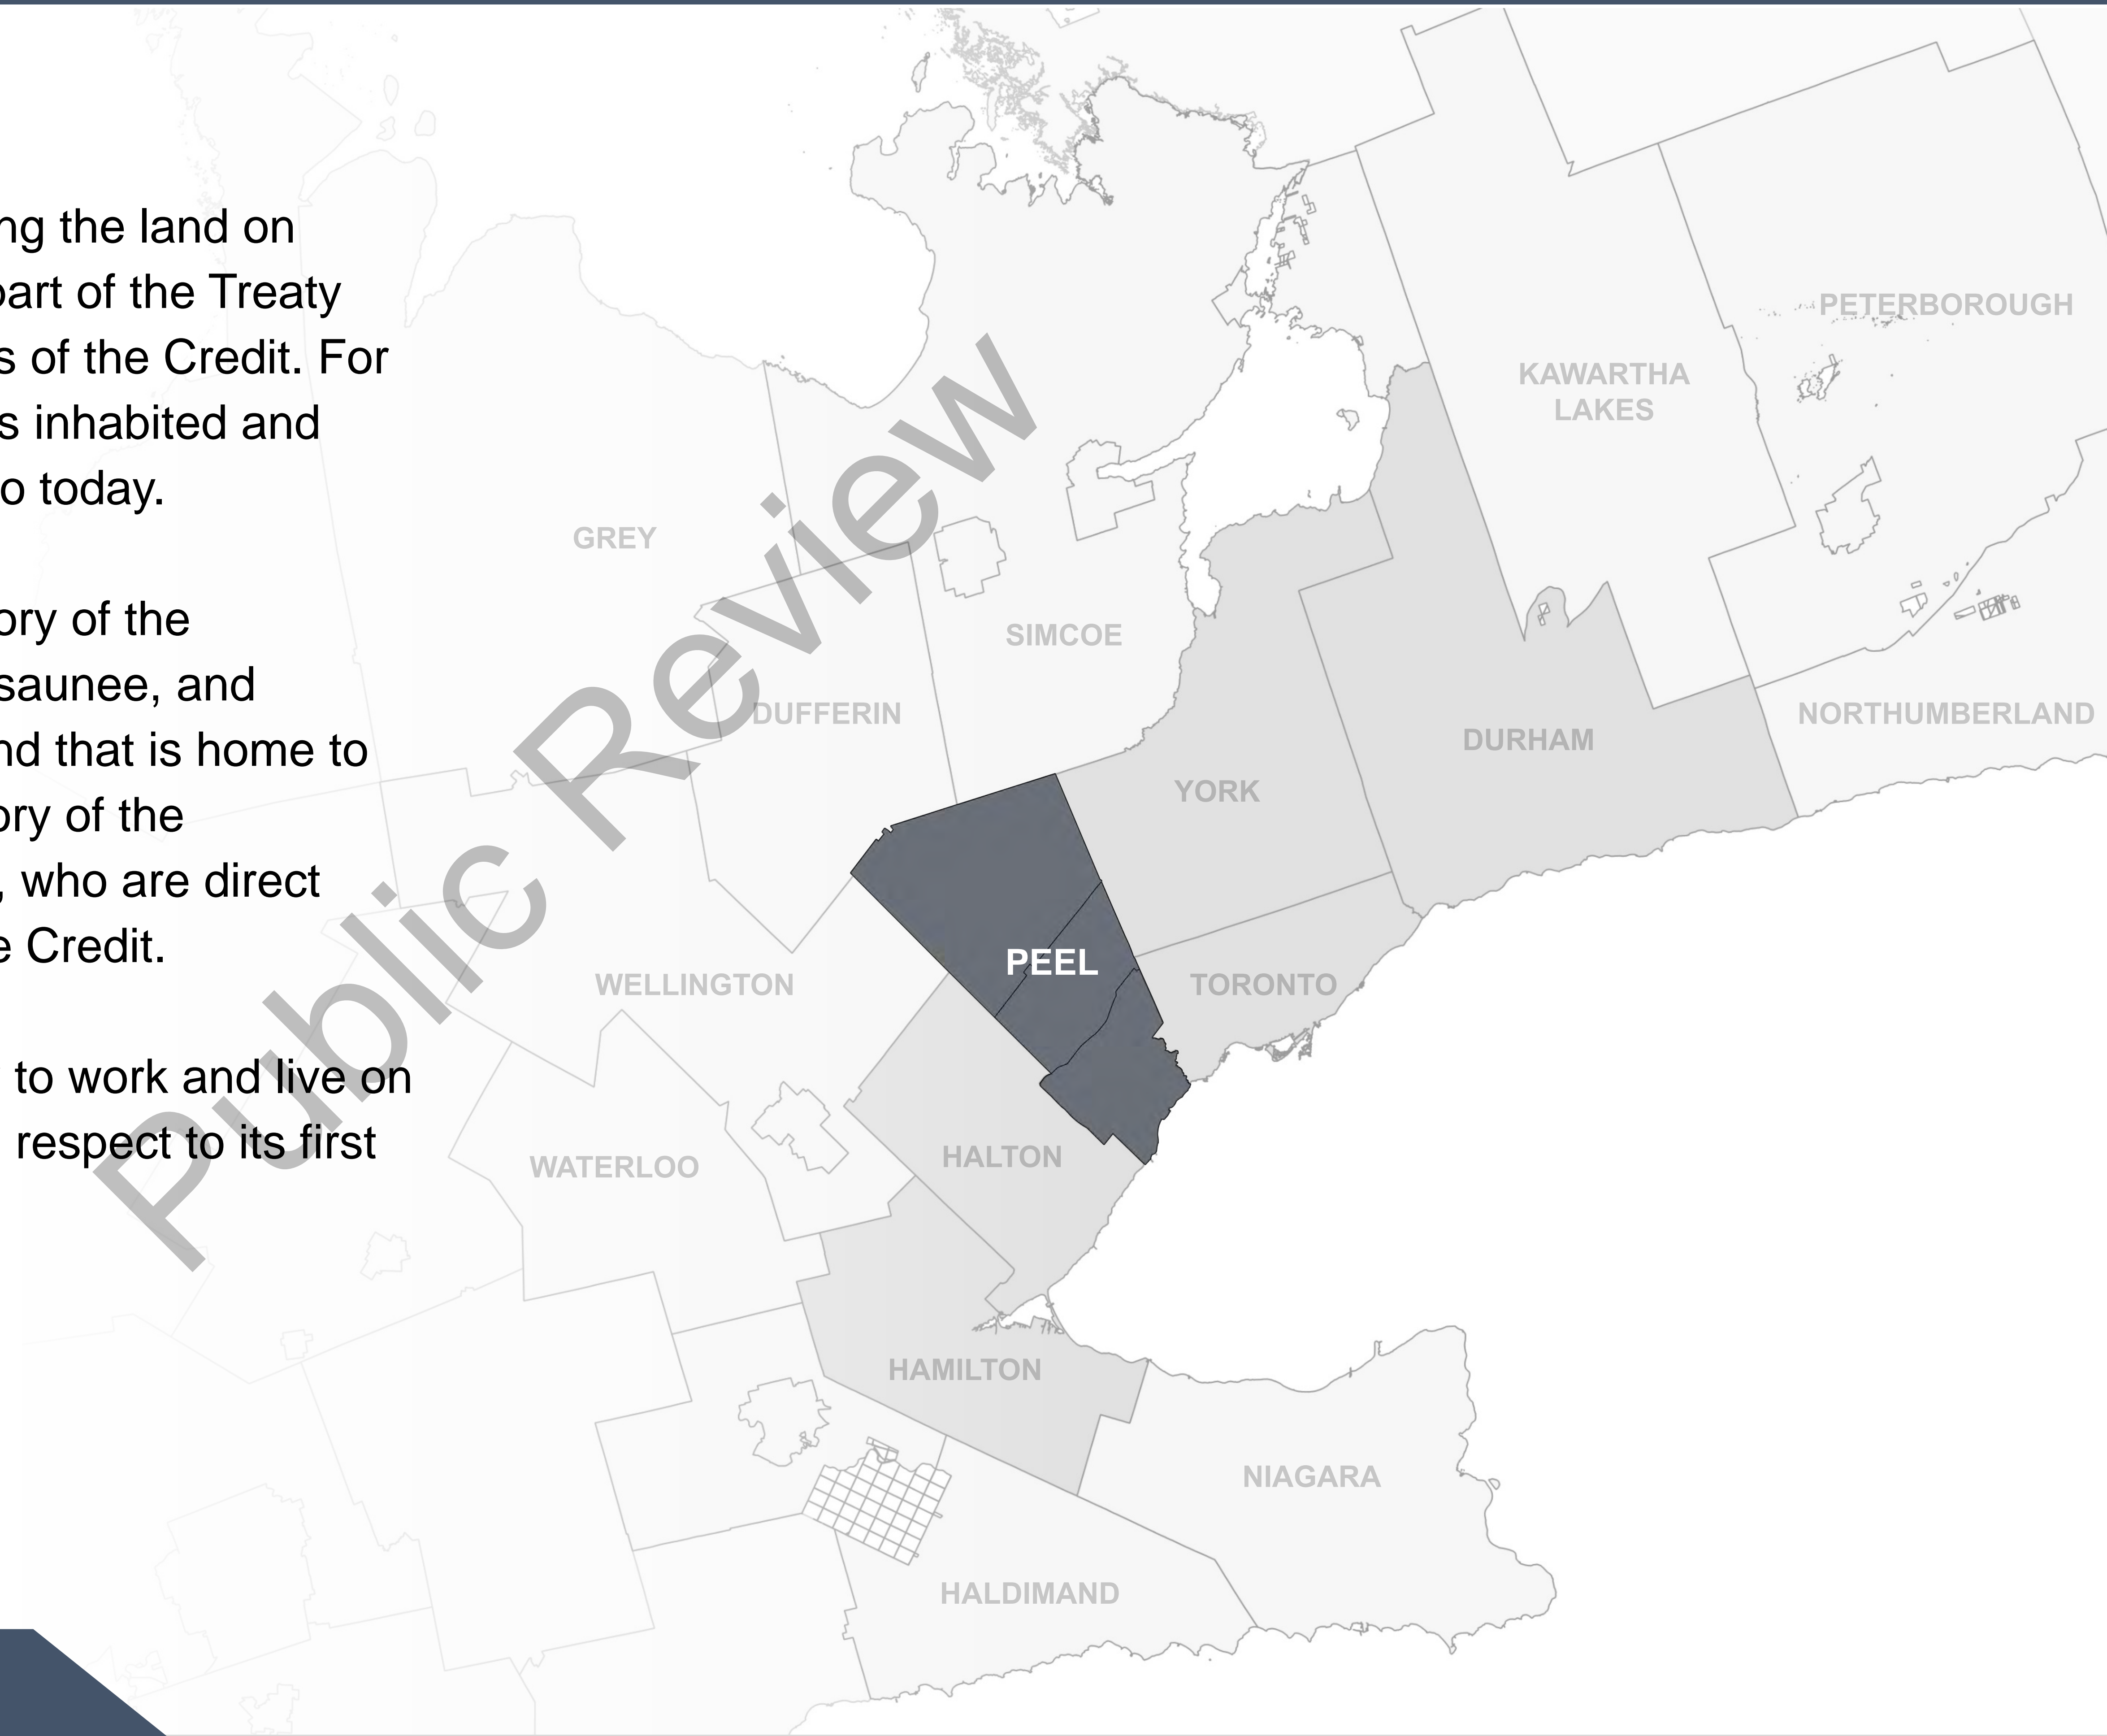 ng the land on
part of the Treaty
s of the Credit. For
s inhabited and
o today.
ory of the
saunee, and
nd that is home to
ory of the
, who are direct
e Credit.
to work and live on
respect to its first
Public Review
PETERBOROUGH
KAWARTHA
LAKES
GREY
SIMCOE
DUFFERIN
NORTHUMBERLAND
DURHAM
YORK
PEEL
WELLINGTON
TORONTO
HALTON
WATERLOO
HAMILTON
NIAGARA
HALDIMAND